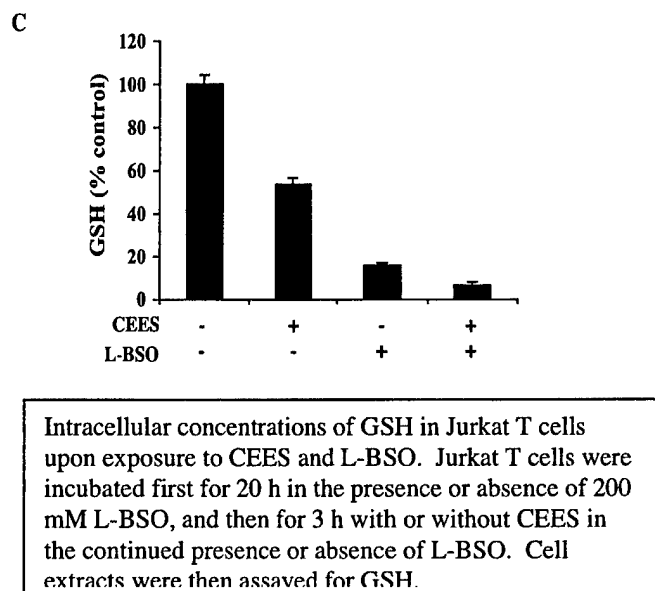 C
120
100
80
60
40
20
0
GSH (% control)
CEES - + - +
L-BSO - - + +
Intracellular concentrations of GSH in Jurkat T cells
upon exposure to CEES and L-BSO. Jurkat T cells were
incubated first for 20 h in the presence or absence of 200
mM L-BSO, and then for 3 h with or without CEES in
the continued presence or absence of L-BSO. Cell
extracts were then assayed for GSH.